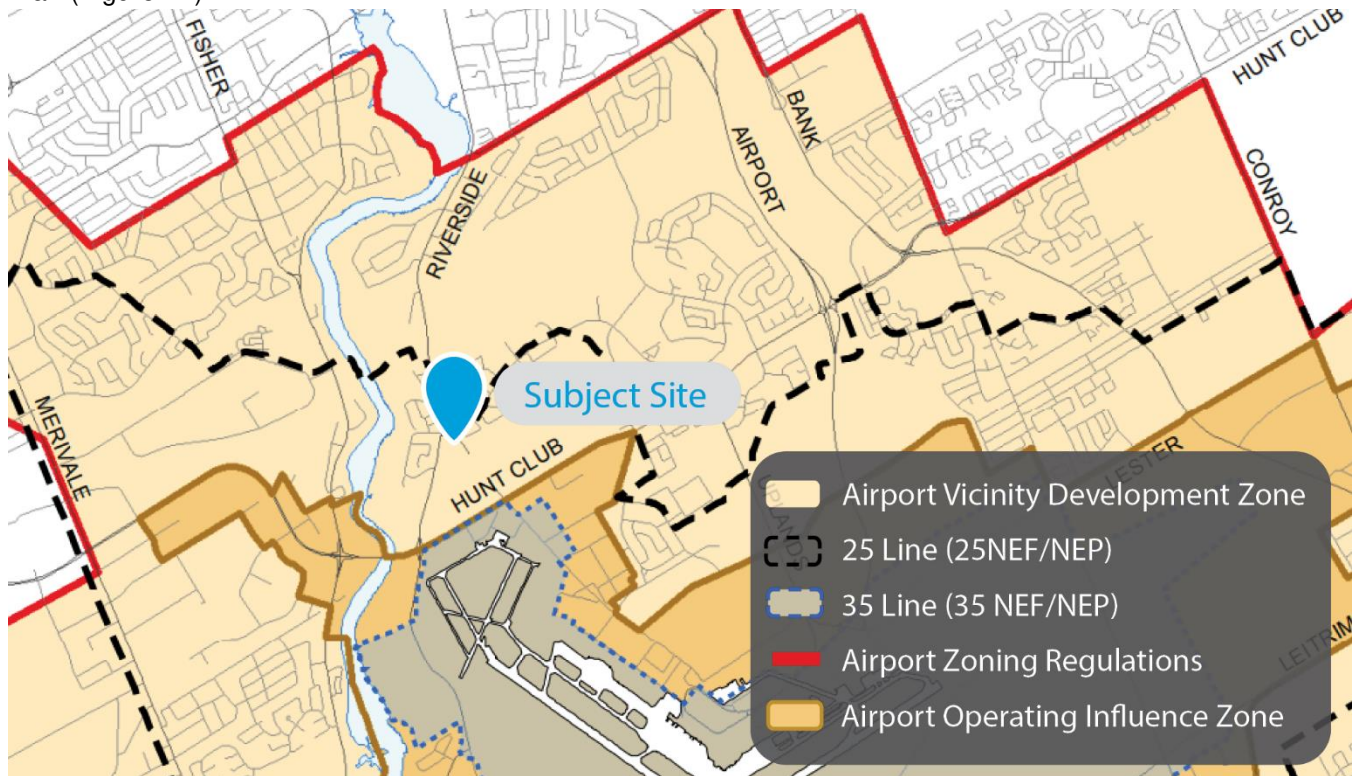 FISHER
HUNT CLUB
BANK
AIRPORT
CONROY
RIVERSIDE
Subject Site
MERIVALE
HUNT CLUB
LESTER
Airport Vicinity Development Zone
25 Line (25NEF/NEP)
35 Line (35 NEF/NEP)
Airport Zoning Regulations
Airport Operating Influence Zone